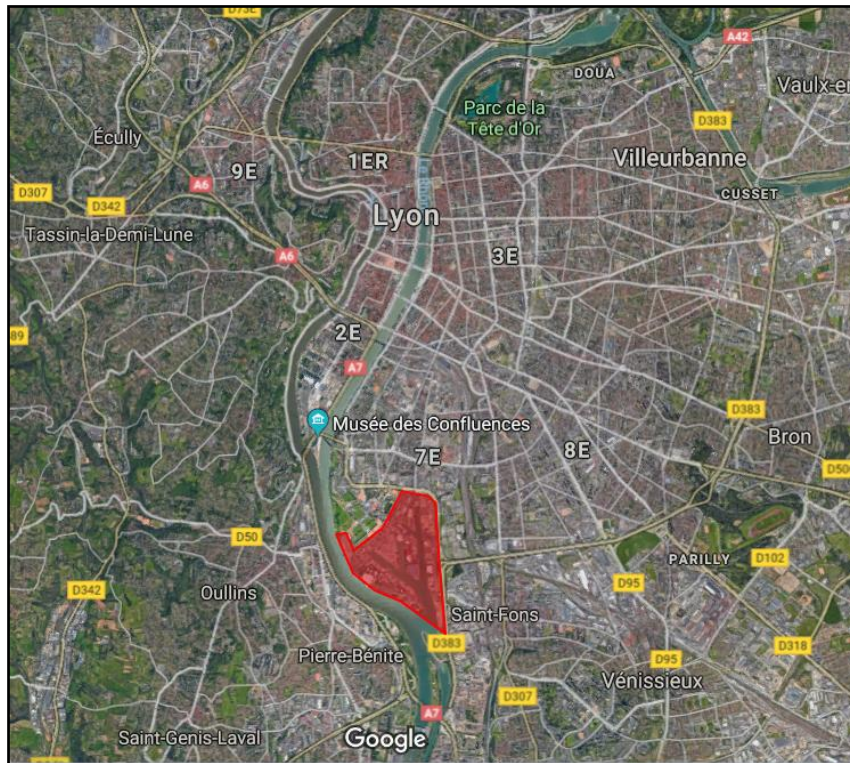 D73E
A42
DOUA
Vaulx-en
Parc de la
Tête d'Or
D383
Écully
1ER
Villeurbanne
9E
A6
D307
D342
CUSSET
Lyon
Tassin-la-Demi-Lune
3E
A6
89
2E
A7
D383
Musée des Confluences
Bron
7E
8E
D50
D102
PARILLY
D95
Oullins
D342
Saint-Fons
D383
D318
Pierre-Bénite
D95
Vénissieux
D307
A7
Saint-Genis-Laval
Google